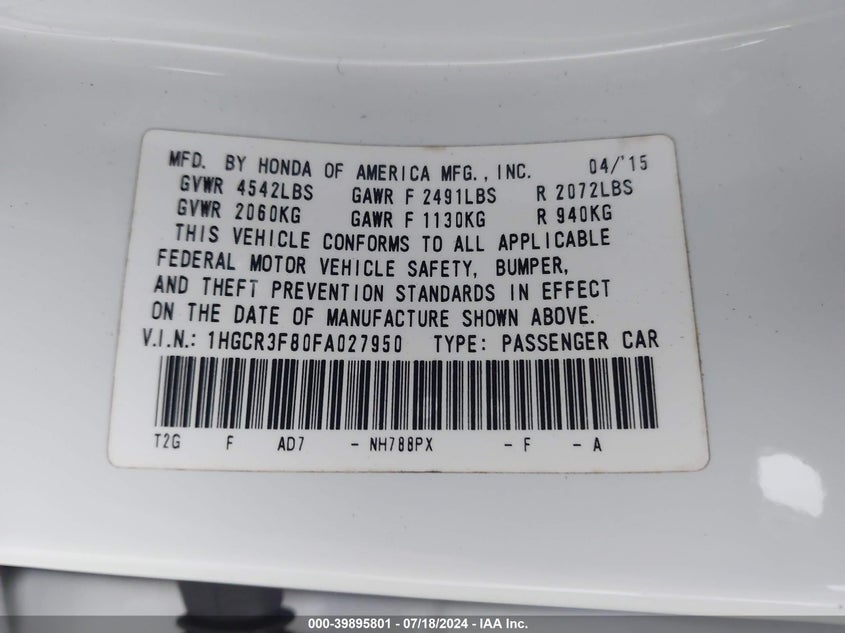 MFD. BY HONDA OF AMERICA MFG., INC. 04/'15
GVWR 4542LBS GAWR F 2491LBS R 2072LBS
GVWR 2060KG GAWR F 1130KG R 940KG
THIS VEHICLE CONFORMS TO ALL APPLICABLE
FEDERAL MOTOR VEHICLE SAFETY, BUMPER,
AND THEFT PREVENTION STANDARDS IN EFFECT
ON THE DATE OF MANUFACTURE SHOWN ABOVE.
V.I.N.: 1HGCR3F80FA027950 TYPE: PASSENGER CAR
T2G F AD7 - NH788PX - F - A
000-39895801 / 07/18/2024 - IAA Inc.